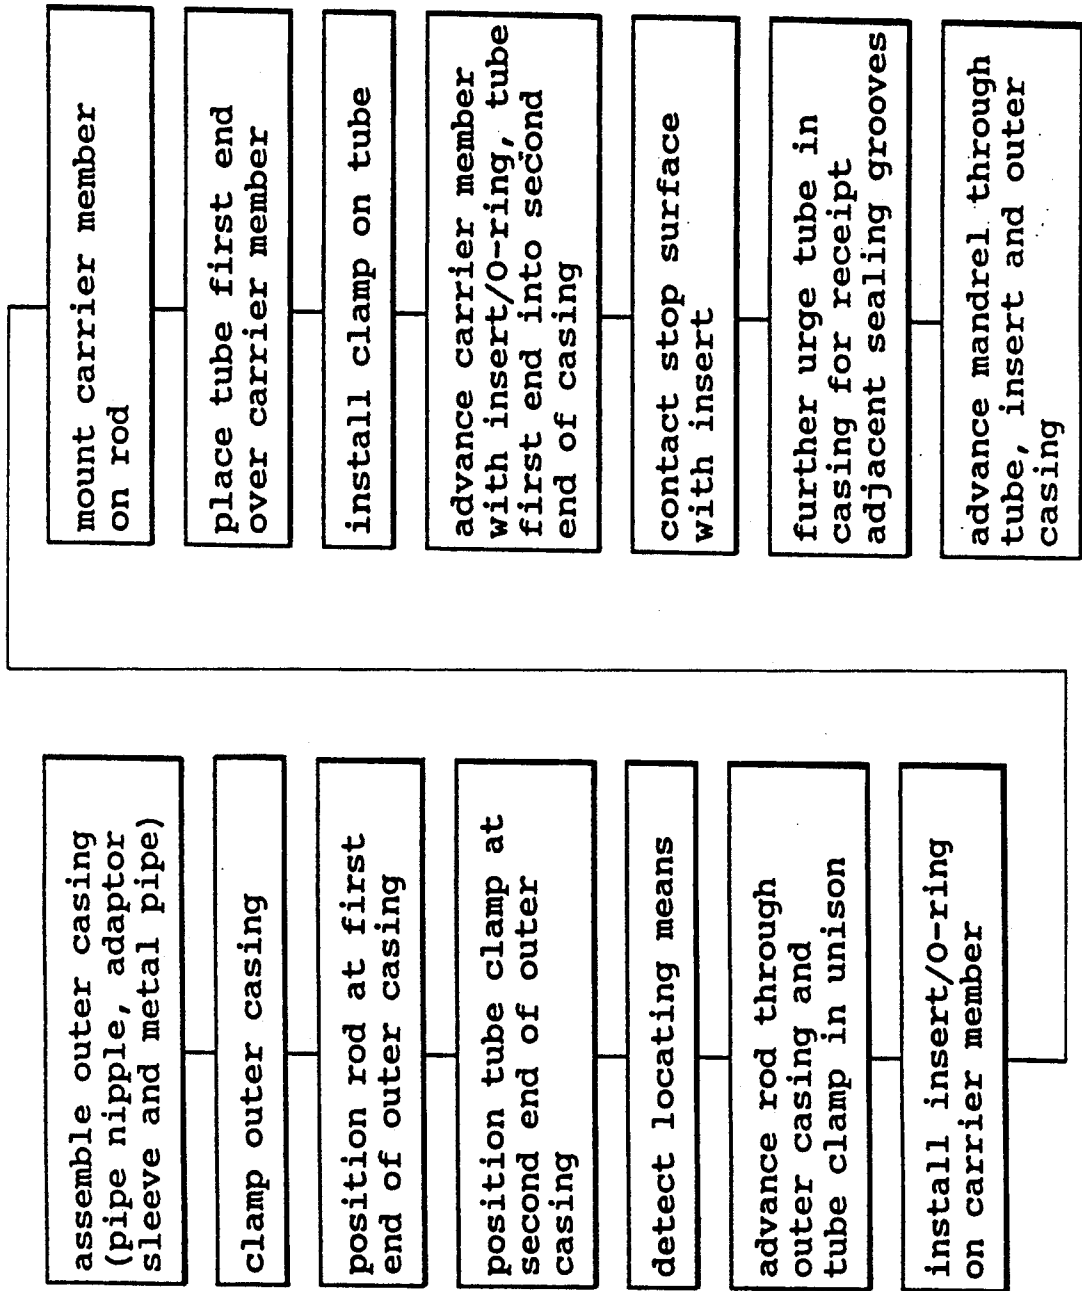 assemble outer casing
(pipe nipple, adaptor
sleeve and metal pipe)
clamp outer casing
position rod at first
end of outer casing
position tube clamp at
second end of outer
casing
detect locating means
advance rod through
outer casing and
tube clamp in unison
install insert/O-ring
on carrier member
mount carrier member
on rod
place tube first end
over carrier member
install clamp on tube
advance carrier member
with insert/O-ring, tube
first end into second
end of casing
contact stop surface
with insert
further urge tube in
casing for receipt
adjacent sealing grooves
advance mandrel through
tube, insert and outer
casing